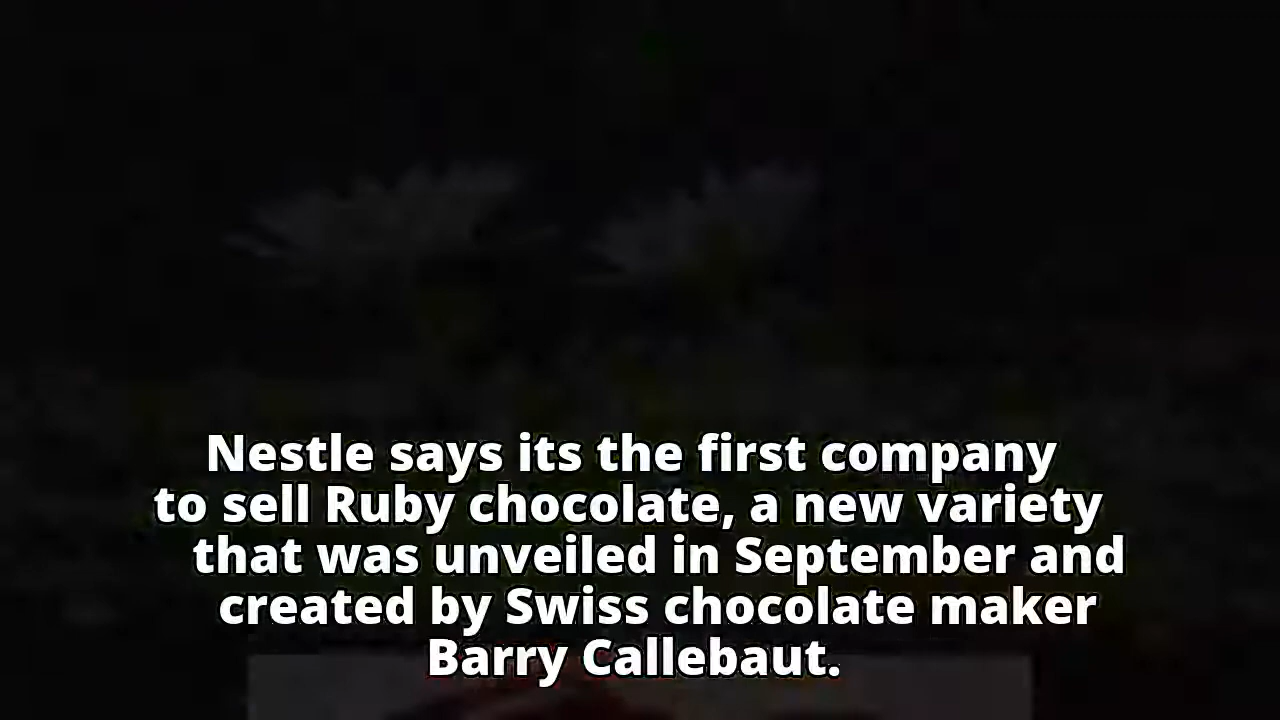 Nestle says its the first company
to sell Ruby chocolate, a new variety
that was unveiled in September and
created by Swiss chocolate maker
Barry Callebaut.